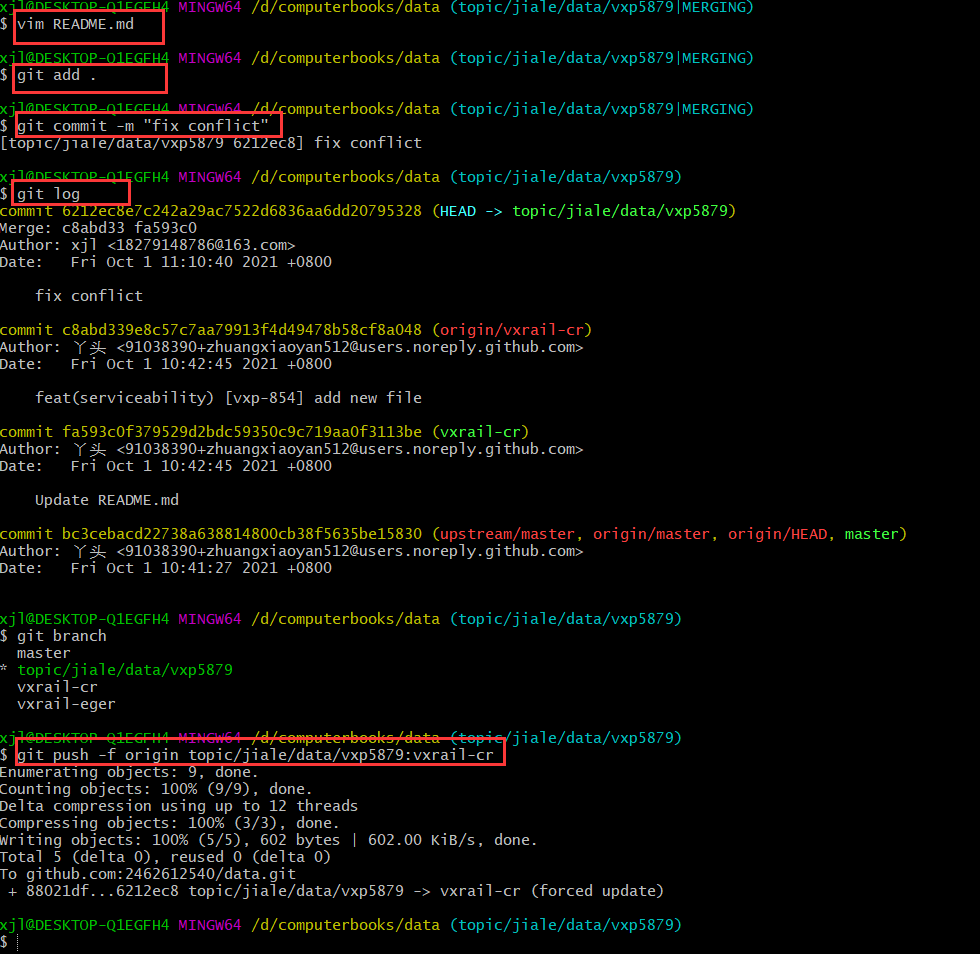 xjl@DESKTOP-Q1EGFH4 MINGW64 /d/computerbooks/data (topic/jiale/data/vxp5879|MERGING)
$ vim README.md
xjl@DESKTOP-Q1EGFH4 MINGW64 /d/computerbooks/data (topic/jiale/data/vxp5879|MERGING)
$ git add .
xjl@DESKTOP-Q1EGFH4 MINGW64 /d/computerbooks/data (topic/jiale/data/vxp5879|MERGING)
$ git commit -m "fix conflict"
[topic/jiale/data/vxp5879 6212ec8] fix conflict
xjl@DESKTOP-Q1EGFH4 MINGW64 /d/computerbooks/data (topic/jiale/data/vxp5879)
$ git log
commit 6212ec8e7c242a29ac7522d6836aa6dd20795328 (HEAD -> topic/jiale/data/vxp5879)
Merge: c8abd33 fa593c0
Author: xjl <18279148786@163.com>
Date:   Fri Oct 1 11:10:40 2021 +0800
fix conflict
commit c8abd339e8c57c7aa79913f4d49478b58cf8a048 (origin/vxrail-cr)
Author: 丫头 <91038390+zhuangxiaoyan512@users.noreply.github.com>
Date:   Fri Oct 1 10:42:45 2021 +0800
feat(serviceability) [vxp-854] add new file
commit fa593c0f379529d2bdc59350c9c719aa0f3113be (vxrail-cr)
Author: 丫头 <91038390+zhuangxiaoyan512@users.noreply.github.com>
Date:   Fri Oct 1 10:42:45 2021 +0800
Update README.md
commit bc3cebacd22738a638814800cb38f5635be15830 (upstream/master, origin/master, origin/HEAD, master)
Author: 丫头 <91038390+zhuangxiaoyan512@users.noreply.github.com>
Date:   Fri Oct 1 10:41:27 2021 +0800
xjl@DESKTOP-Q1EGFH4 MINGW64 /d/computerbooks/data (topic/jiale/data/vxp5879)
$ git branch
master
* topic/jiale/data/vxp5879
vxrail-cr
vxrail-eger
xjl@DESKTOP-Q1EGFH4 MINGW64 /d/computerbooks/data (topic/jiale/data/vxp5879)
$ git push -f origin topic/jiale/data/vxp5879:vxrail-cr
Enumerating objects: 9, done.
Counting objects: 100% (9/9), done.
Delta compression using up to 12 threads
Compressing objects: 100% (3/3), done.
Writing objects: 100% (5/5), 602 bytes | 602.00 KiB/s, done.
Total 5 (delta 0), reused 0 (delta 0)
To github.com:2462612540/data.git
+ 88021df...6212ec8 topic/jiale/data/vxp5879 -> vxrail-cr (forced update)
xjl@DESKTOP-Q1EGFH4 MINGW64 /d/computerbooks/data (topic/jiale/data/vxp5879)
$